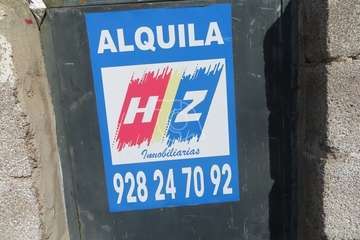 ALQUILA
HZ
Inmobiliarias
928 24 70 92